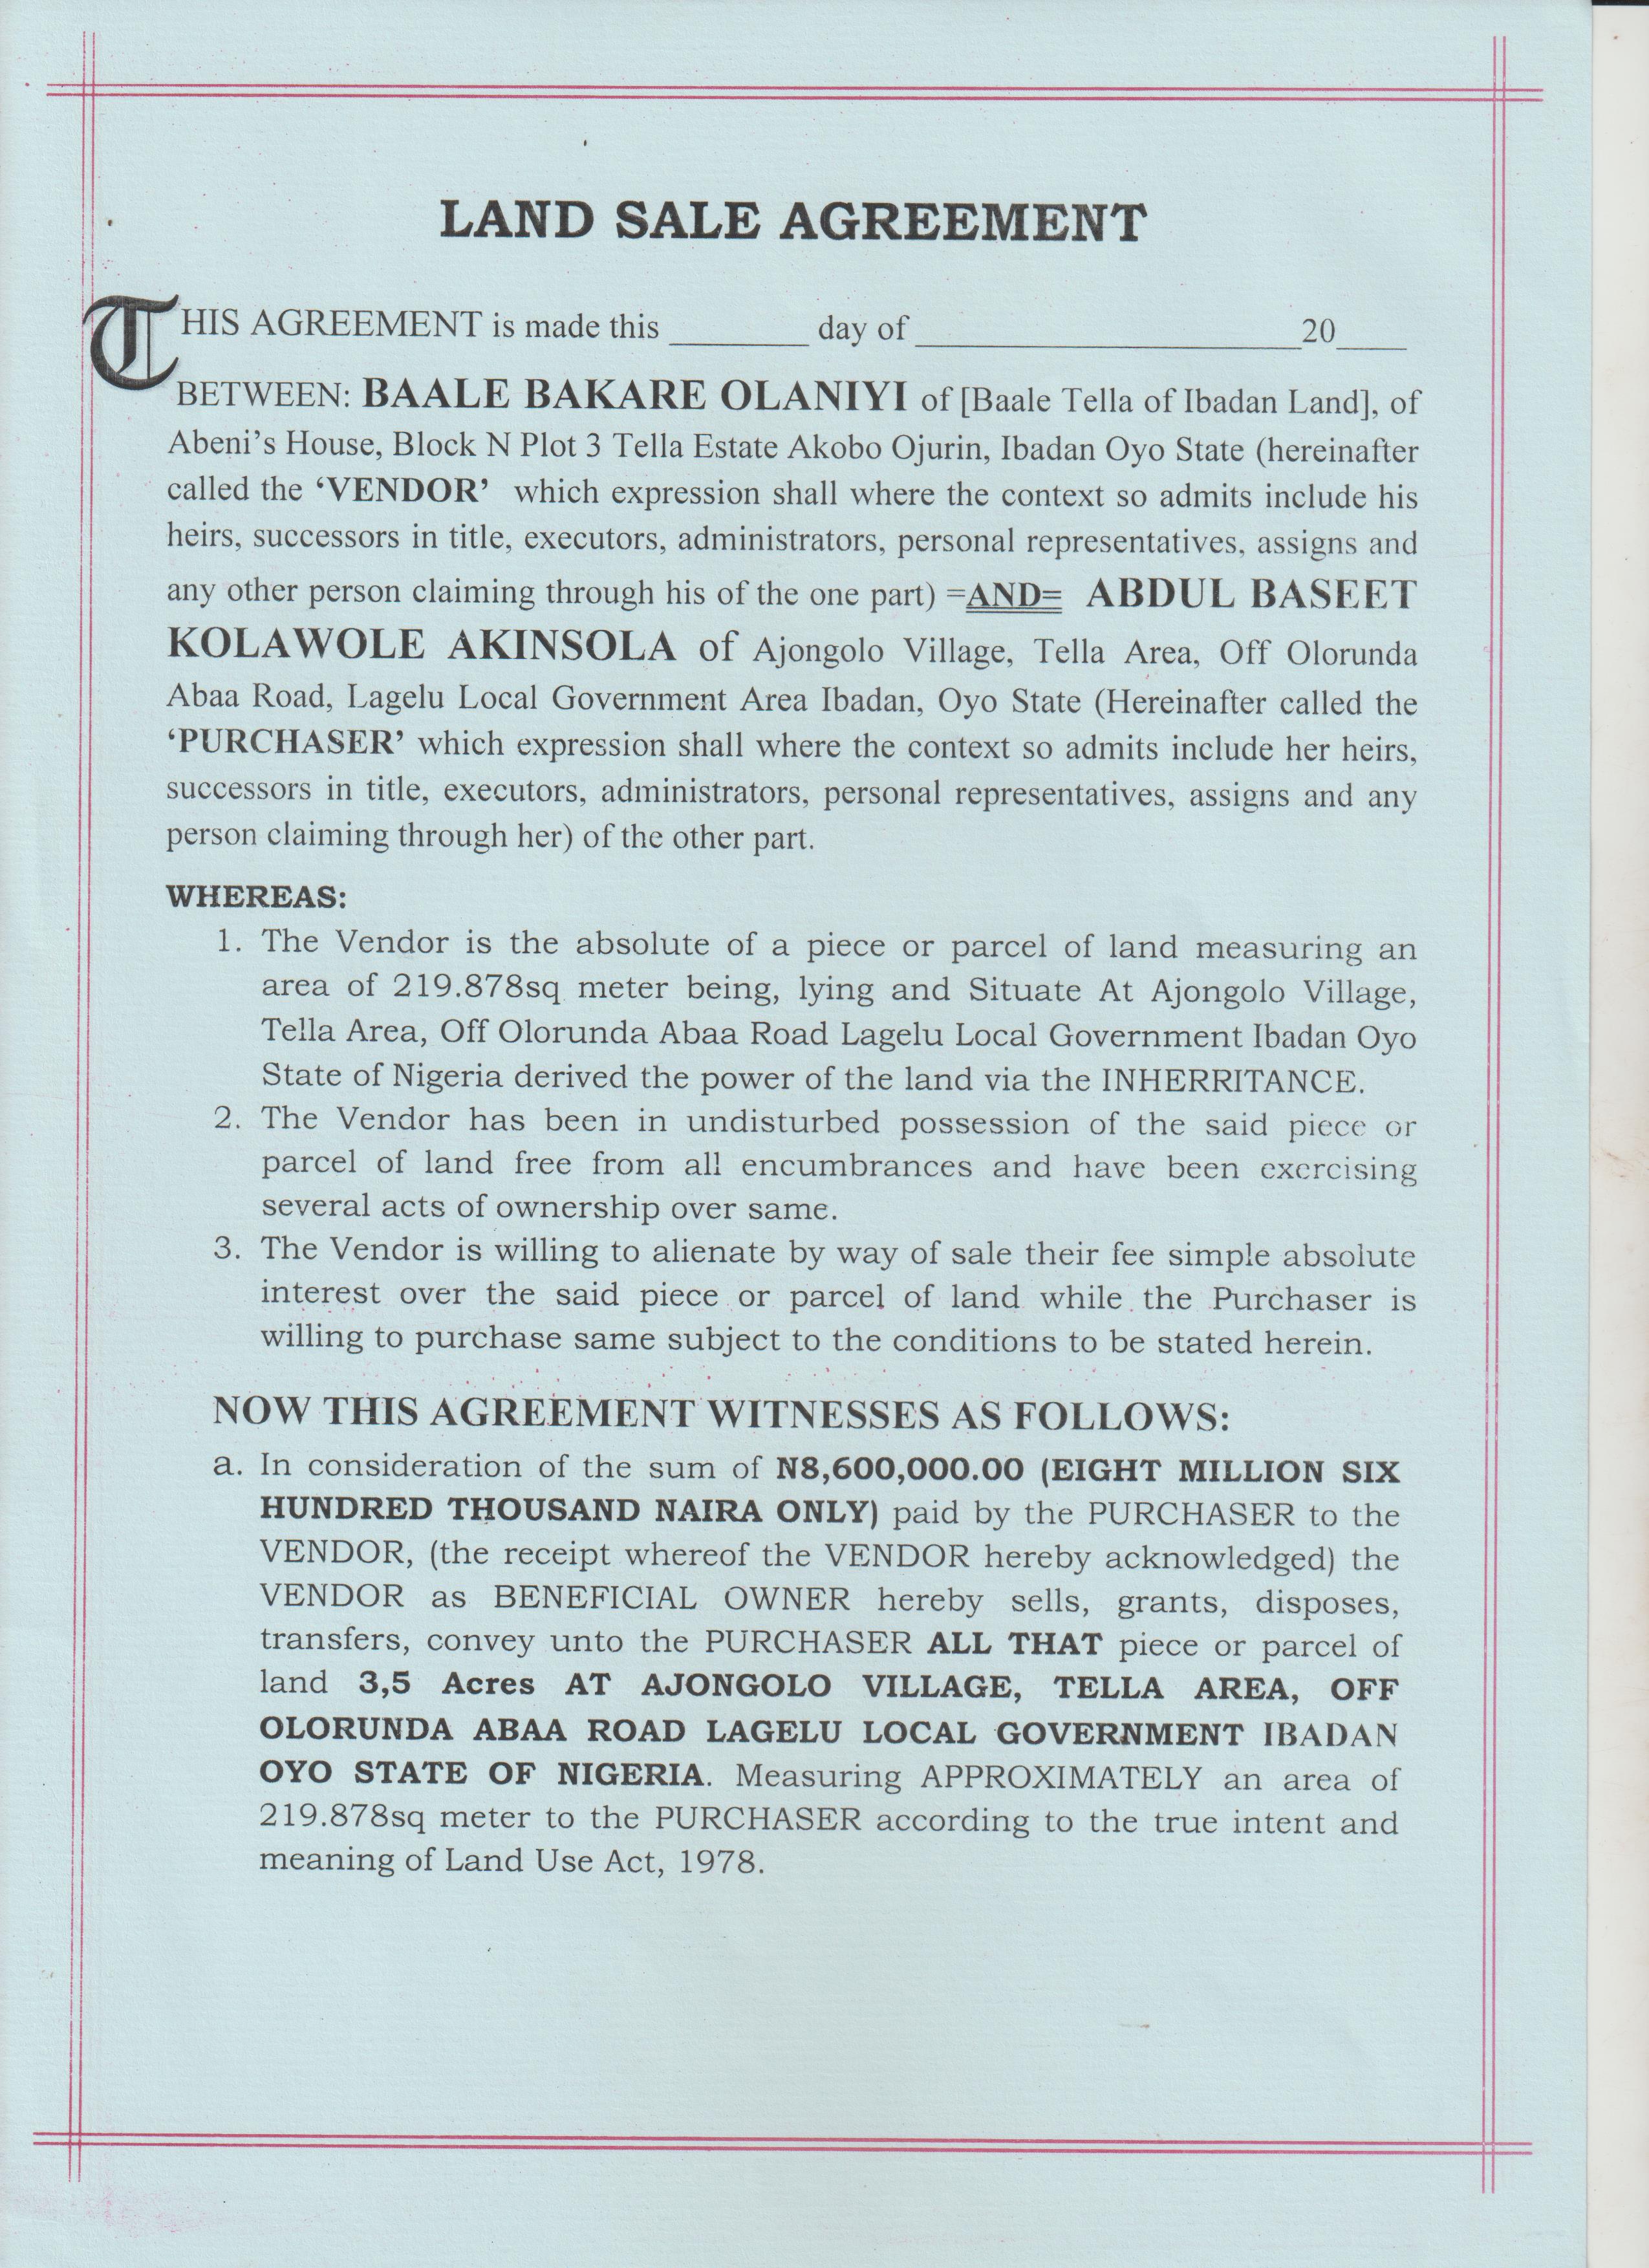 LAND SALE AGREEMENT
THIS AGREEMENT is made this ________ day of ______________________20____
BETWEEN: BAALE BAKARE OLANIYI of [Baale Tella of Ibadan Land], of
Abeni's House, Block N Plot 3 Tella Estate Akobo Ojurin, Ibadan Oyo State (hereinafter
called the ‘VENDOR’ which expression shall where the context so admits include his
heirs, successors in title, executors, administrators, personal representatives, assigns and
any other person claiming through his of the one part) =AND= ABDUL BASEET
KOLAWOLE AKINSOLA of Ajongolo Village, Tella Area, Off Olorunda
Abaa Road, Lagelu Local Government Area Ibadan, Oyo State (Hereinafter called the
‘PURCHASER’ which expression shall where the context so admits include her heirs,
successors in title, executors, administrators, personal representatives, assigns and any
person claiming through her) of the other part.
WHEREAS:
1. The Vendor is the absolute of a piece or parcel of land measuring an
area of 219.878sq meter being, lying and Situate At Ajongolo Village,
Tella Area, Off Olorunda Abaa Road Lagelu Local Government Ibadan Oyo
State of Nigeria derived the power of the land via the INHERRITANCE.
2. The Vendor has been in undisturbed possession of the said piece or
parcel of land free from all encumbrances and have been exercising
several acts of ownership over same.
3. The Vendor is willing to alienate by way of sale their fee simple absolute
interest over the said piece or parcel of land while the Purchaser is
willing to purchase same subject to the conditions to be stated herein.
NOW THIS AGREEMENT WITNESSES AS FOLLOWS:
a. In consideration of the sum of N8,600,000.00 (EIGHT MILLION SIX
HUNDRED THOUSAND NAIRA ONLY) paid by the PURCHASER to the
VENDOR, (the receipt whereof the VENDOR hereby acknowledged) the
VENDOR as BENEFICIAL OWNER hereby sells, grants, disposes,
transfers, convey unto the PURCHASER ALL THAT piece or parcel of
land 3,5 Acres AT AJONGOLO VILLAGE, TELLA AREA, OFF
OLORUNDA ABAA ROAD LAGELU LOCAL GOVERNMENT IBADAN
OYO STATE OF NIGERIA. Measuring APPROXIMATELY an area of
219.878sq meter to the PURCHASER according to the true intent and
meaning of Land Use Act, 1978.